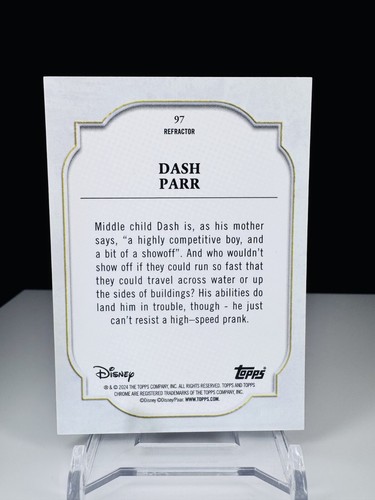 97
REFRACTOR
DASH
PARR
Middle child Dash is, as his mother
says, “a highly competitive boy, and
a bit of a showoff”. And who wouldn't
show off if they could run so fast that
they could travel across water or up
the sides of buildings? His abilities do
land him in trouble, though - he just
can't resist a high–speed prank.
Disney topps
® & © 2024 THE TOPPS COMPANY, INC. ALL RIGHTS RESERVED. TOPPS AND TOPPS
CHROME ARE REGISTERED TRADEMARKS OF THE TOPPS COMPANY, INC.
©Disney ©Disney/Pixar WWW.TOPPS.COM.